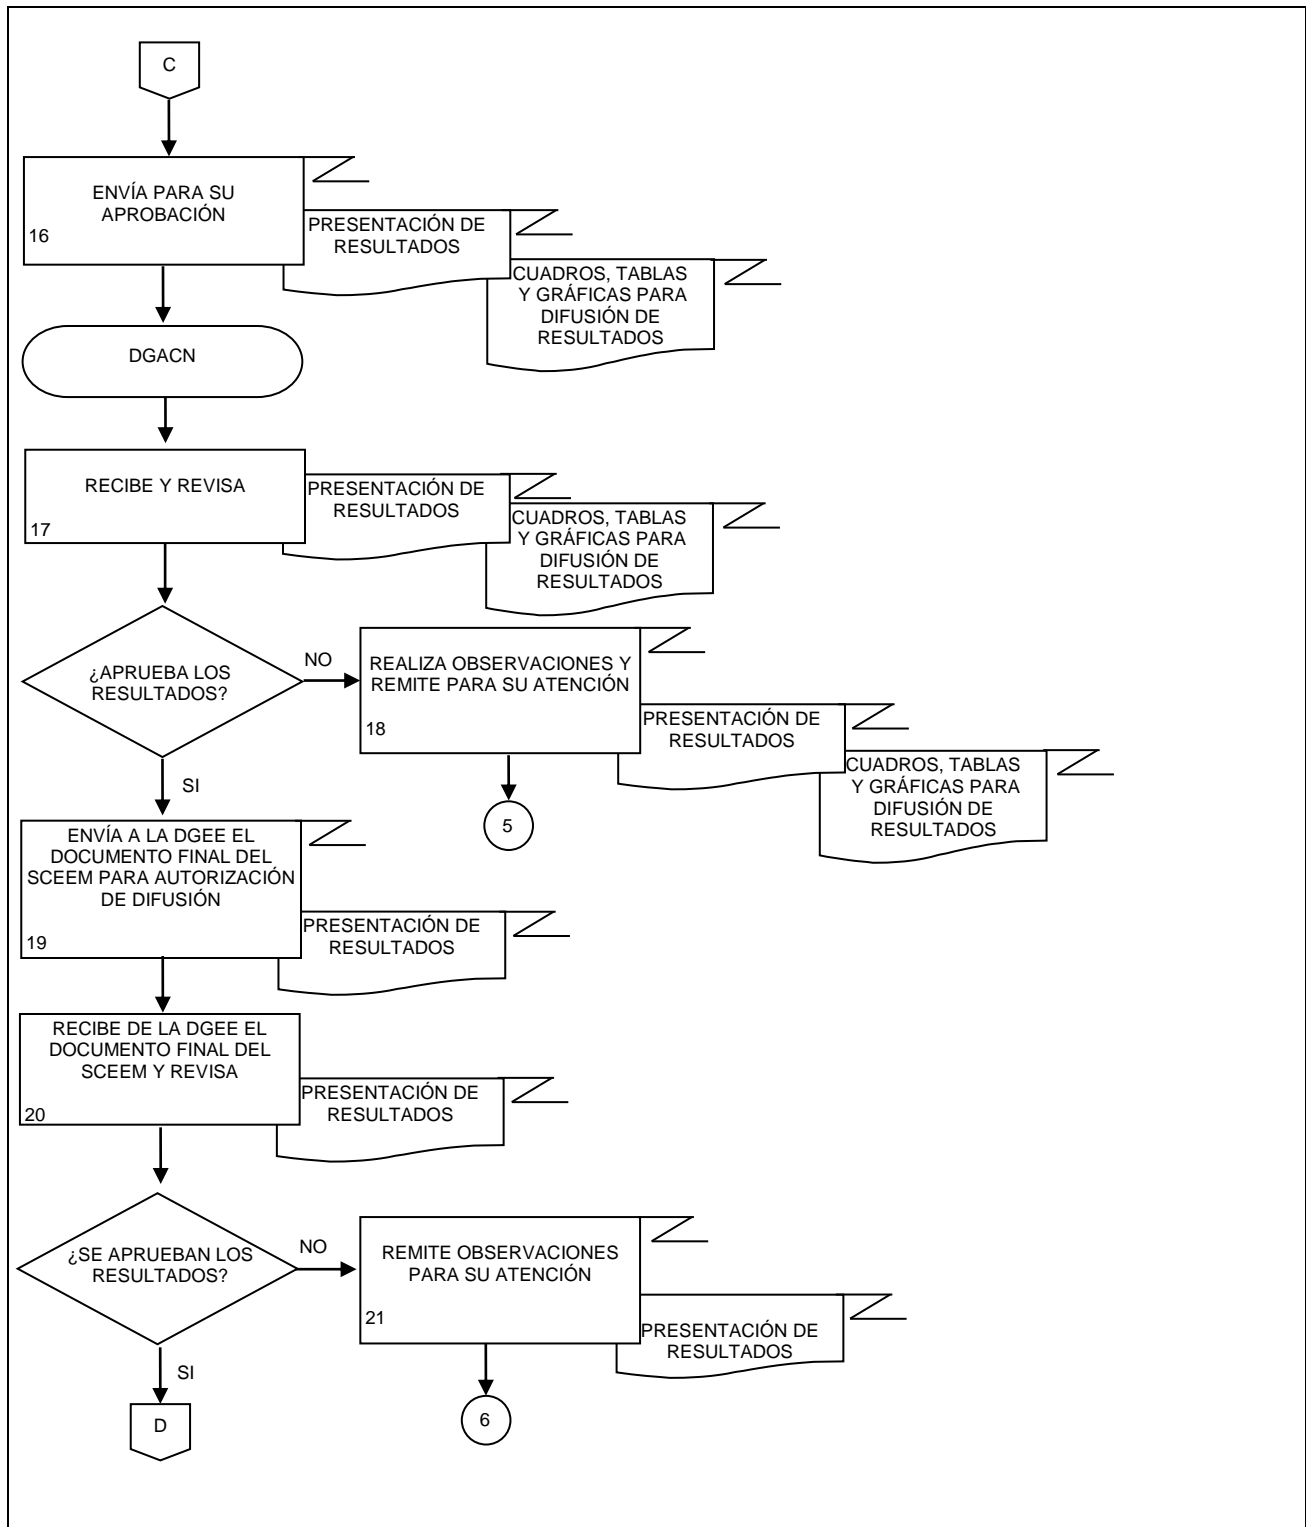 C
ENVÍA PARA SU
APROBACIÓN
16
PRESENTACIÓN DE
RESULTADOS
CUADROS, TABLAS
Y GRÁFICAS PARA
DIFUSIÓN DE
RESULTADOS
DGACN
RECIBE Y REVISA
17
PRESENTACIÓN DE
RESULTADOS
CUADROS, TABLAS
Y GRÁFICAS PARA
DIFUSIÓN DE
RESULTADOS
¿APRUEBA LOS
RESULTADOS?
NO
REALIZA OBSERVACIONES Y
REMITE PARA SU ATENCIÓN
18
PRESENTACIÓN DE
RESULTADOS
CUADROS, TABLAS
Y GRÁFICAS PARA
DIFUSIÓN DE
RESULTADOS
5
SI
ENVÍA A LA DGEE EL
DOCUMENTO FINAL DEL
SCEEM PARA AUTORIZACIÓN
DE DIFUSIÓN
19
PRESENTACIÓN DE
RESULTADOS
RECIBE DE LA DGEE EL
DOCUMENTO FINAL DEL
SCEEM Y REVISA
20
PRESENTACIÓN DE
RESULTADOS
¿SE APRUEBAN LOS
RESULTADOS?
NO
REMITE OBSERVACIONES
PARA SU ATENCIÓN
21
PRESENTACIÓN DE
RESULTADOS
6
SI
D